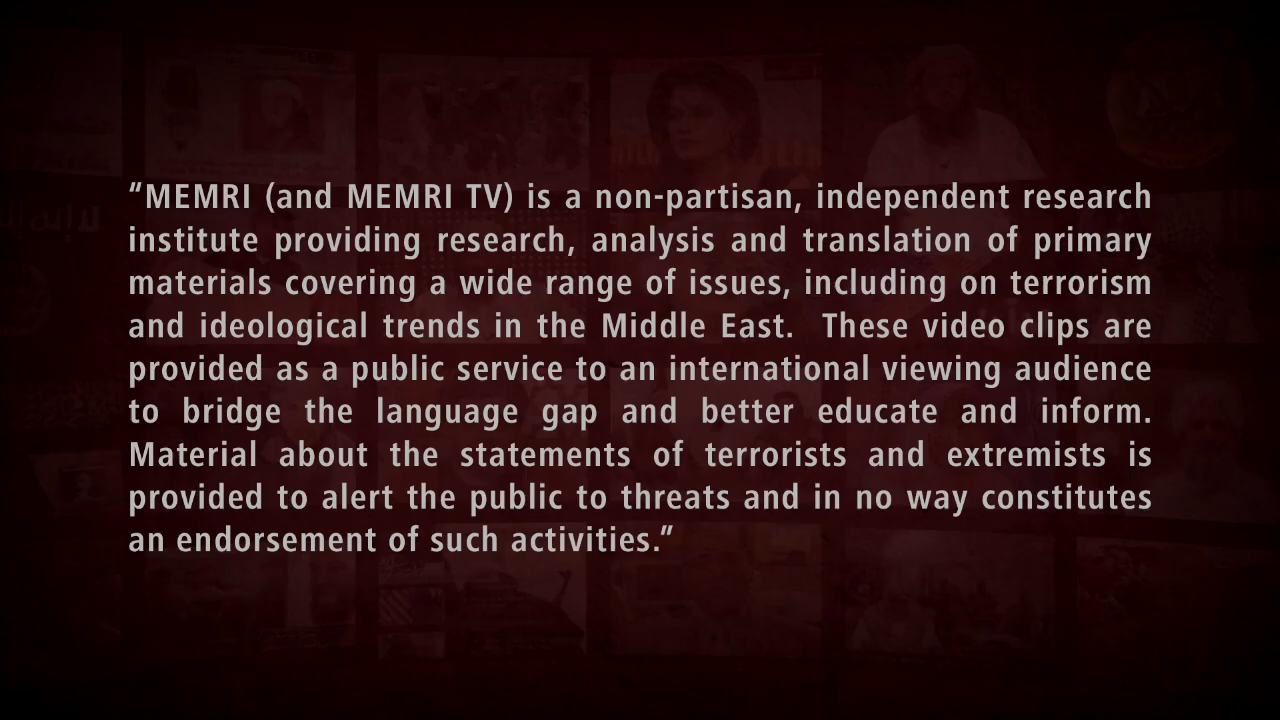 “MEMRI (and MEMRI TV) is a non-partisan, independent research
institute providing research, analysis and translation of primary
materials covering a wide range of issues, including on terrorism
and ideological trends in the Middle East.  These video clips are
provided as a public service to an international viewing audience
to bridge the language gap and better educate and inform.
Material about the statements of terrorists and extremists is
provided to alert the public to threats and in no way constitutes
an endorsement of such activities.”